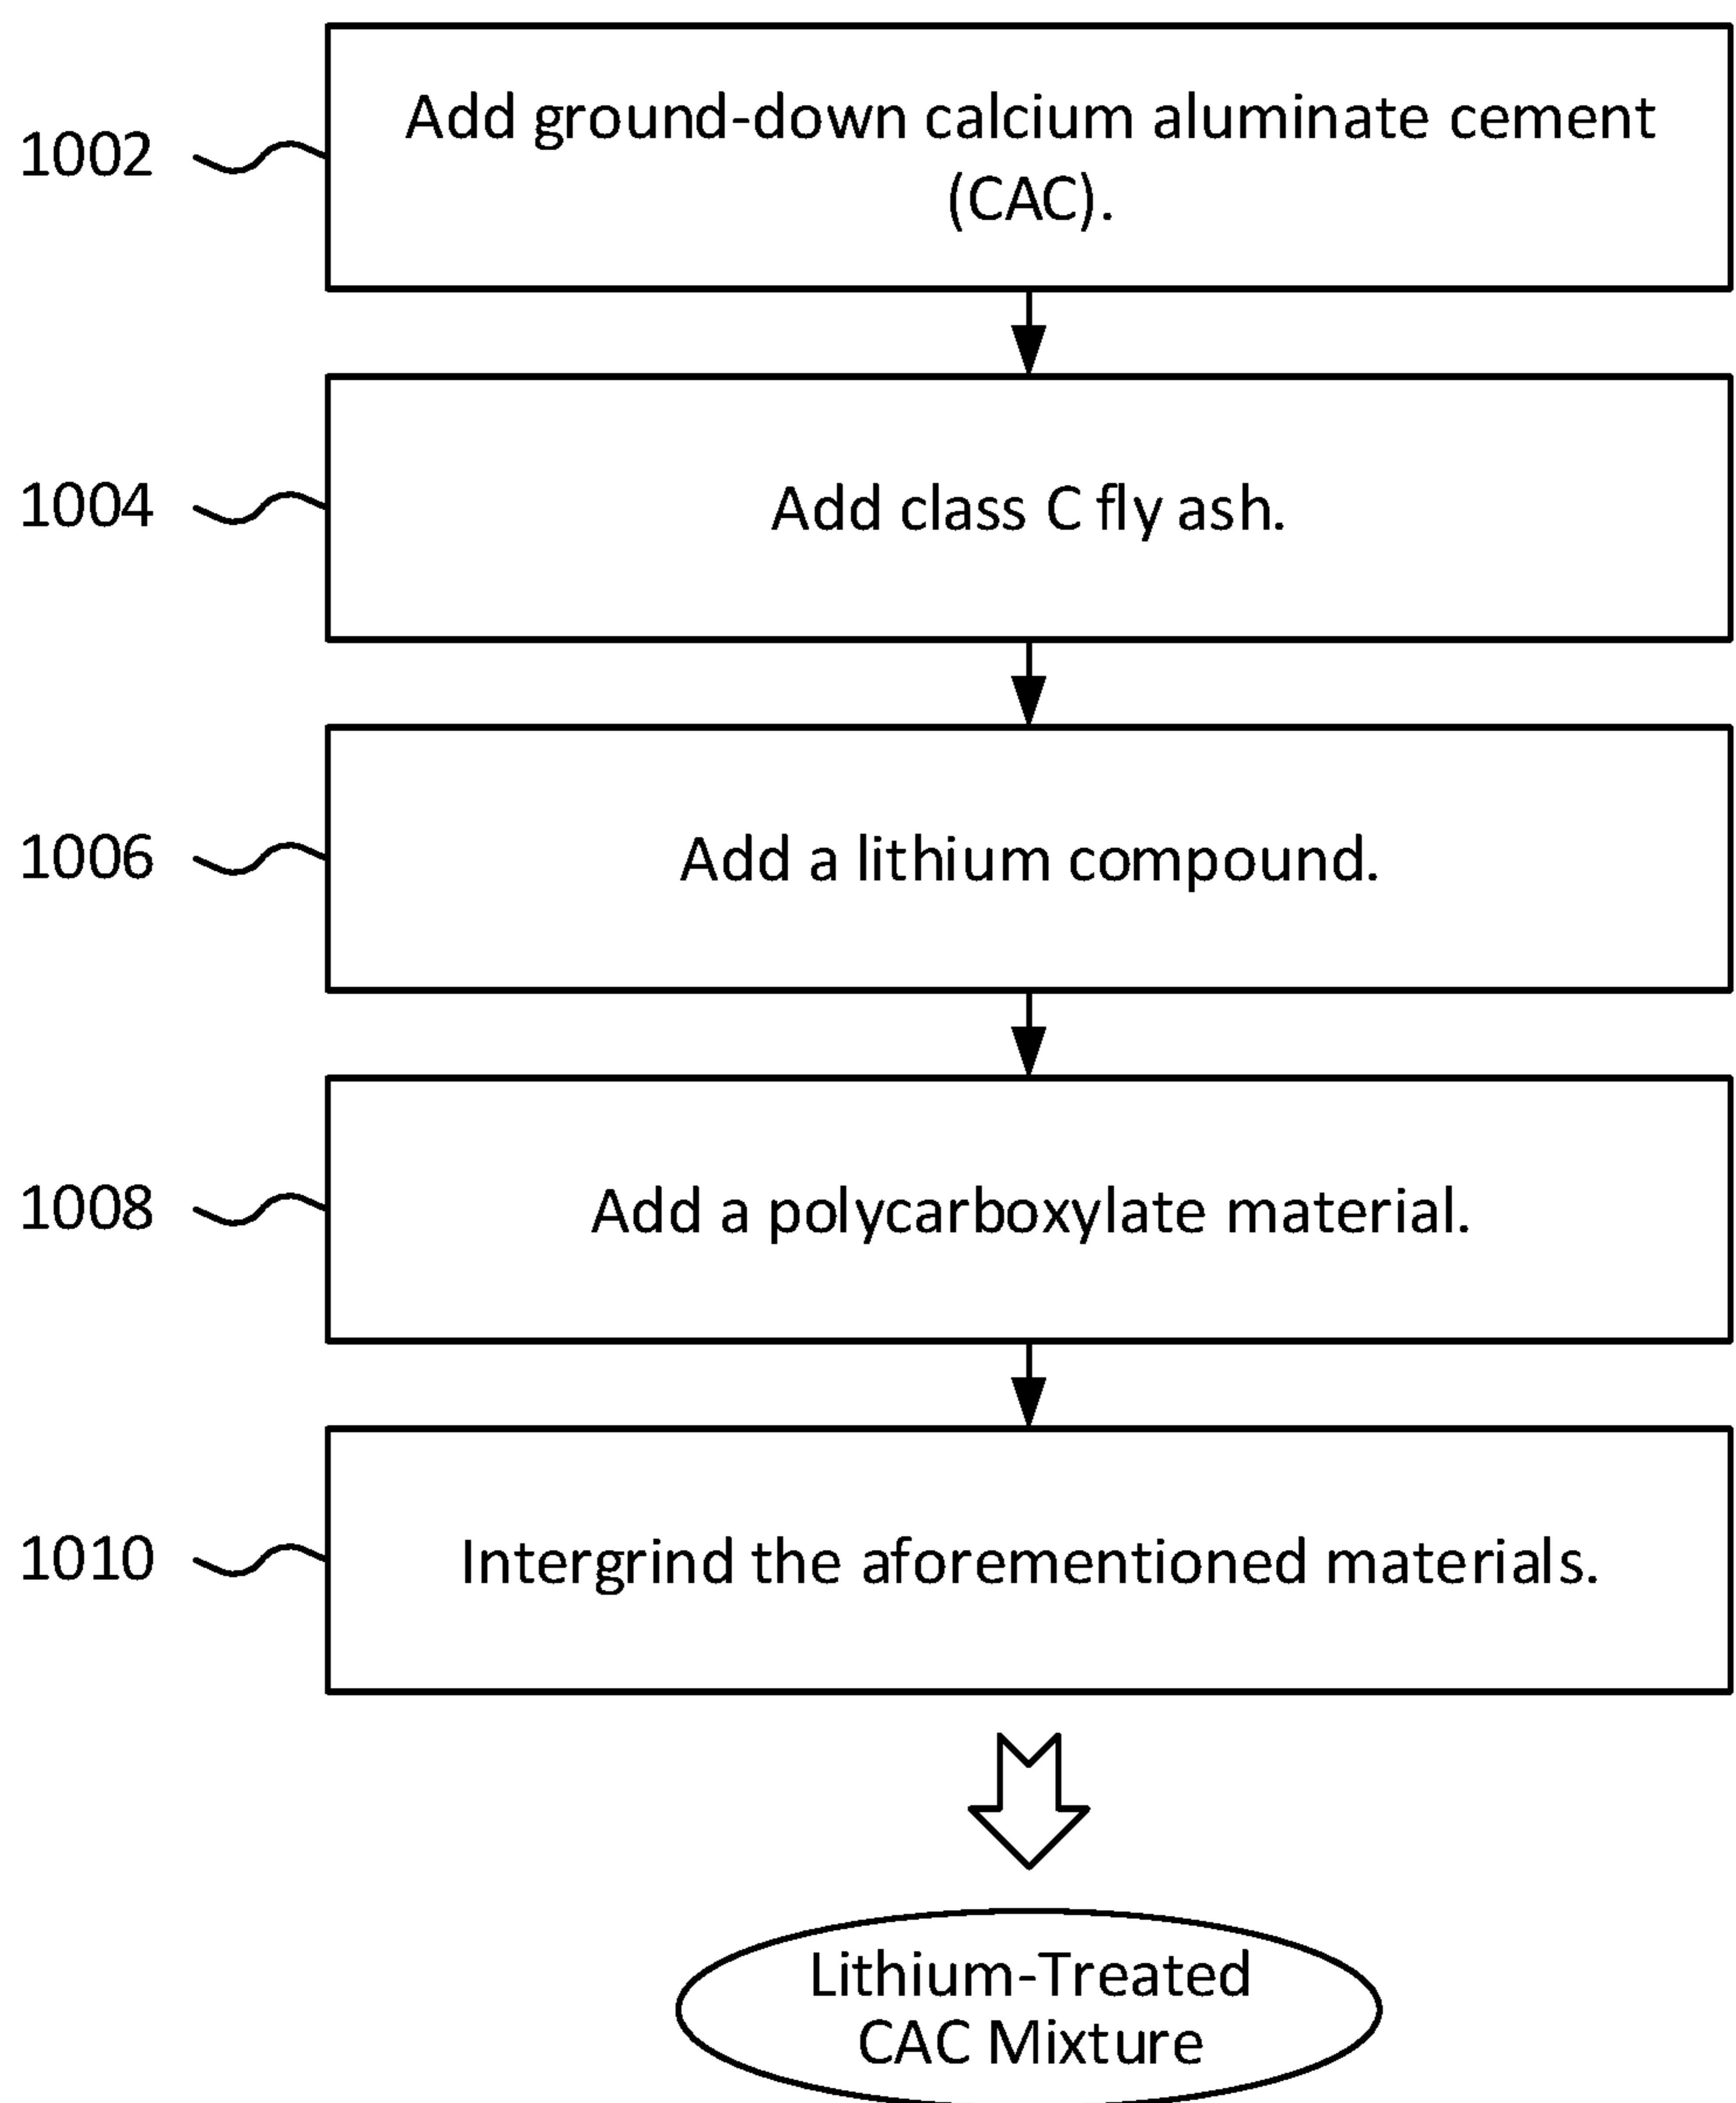 1002
Add ground-down calcium aluminate cement
(CAC).
1004
Add class C fly ash.
1006
Add a lithium compound.
1008
Add a polycarboxylate material.
1010
Intergrind the aforementioned materials.
Lithium-Treated
CAC Mixture